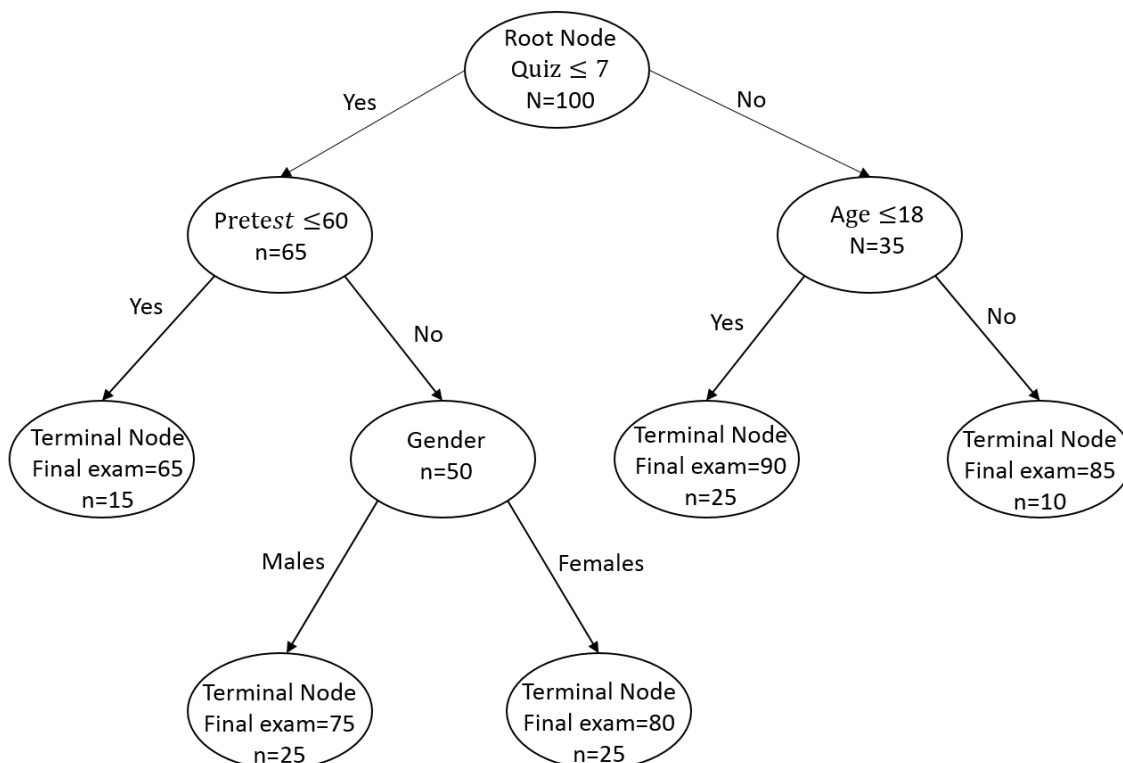 Root Node
Quiz ≤ 7
N=100
Yes
No
Pretest ≤60
n=65
Age ≤18
N=35
Yes
No
Yes
No
Terminal Node
Final exam=65
n=15
Gender
n=50
Terminal Node
Final exam=90
n=25
Terminal Node
Final exam=85
n=10
Males
Females
Terminal Node
Final exam=75
n=25
Terminal Node
Final exam=80
n=25